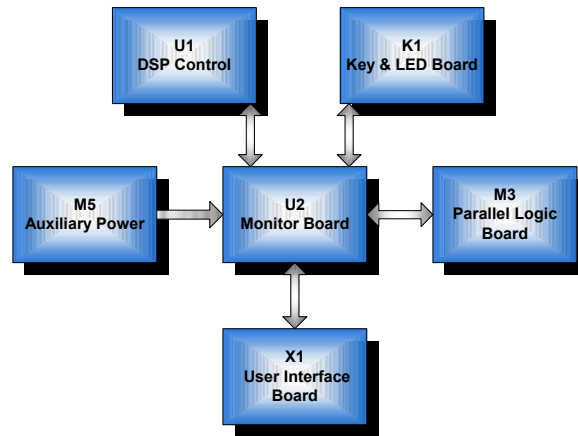 U1
DSP Control
K1
Key & LED Board
M5
Auxiliary Power
U2
Monitor Board
M3
Parallel Logic
Board
X1
User Interface
Board